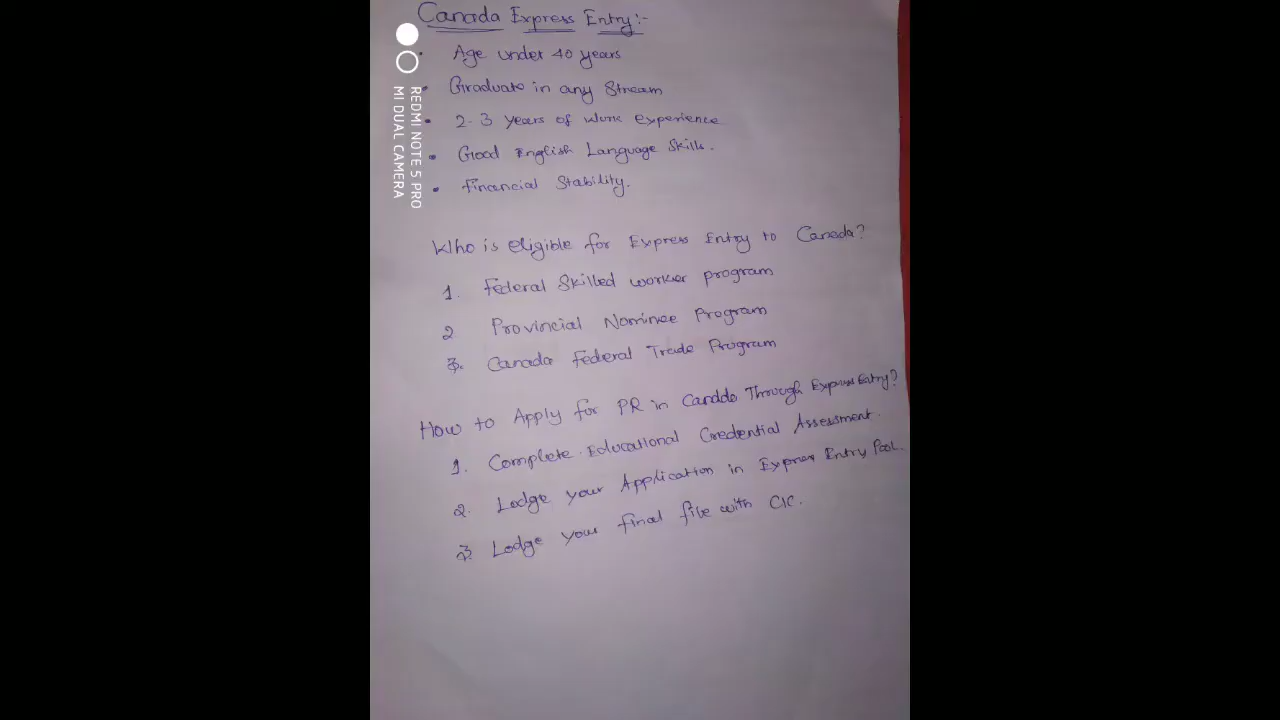 Canada Express Entry:-
• Age under 40 years
• Graduate in any Stream
• 2-3 years of work experience
• Good English Language Skills.
• Financial Stability.
Who is eligible for Express Entry to Canada?
1. Federal Skilled worker program
2 Provincial Nominee Program
3. Canada Federal Trade Program
How to Apply for PR in Canada Through Express Entry?
1. Complete Educational Credential Assessment.
2. Lodge your Application in Express Entry Pool.
3. Lodge your final file with CIC.
REDMI NOTE 5 PRO
MI DUAL CAMERA